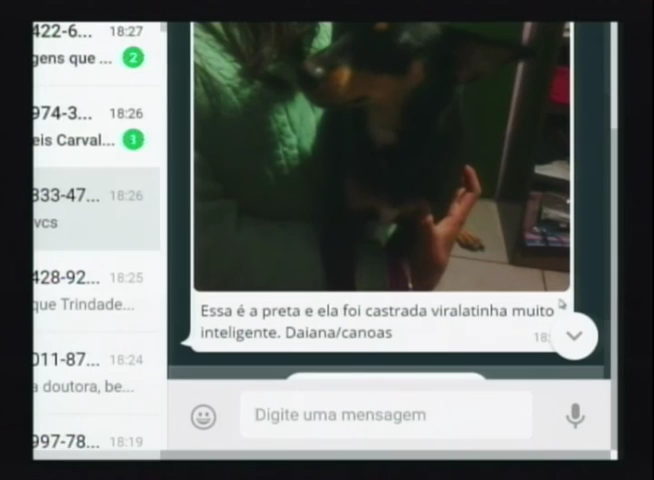 422-6... 18:27
gens que ... 2
974-3... 18:26
eis Carval... 1
333-47... 18:26
vcs
428-92... 18:25
que Trindade...
011-87... 18:24
a doutora, be...
997-78... 18:19
Essa é a preta e ela foi castrada viralatinha muito
inteligente. Daiana/canoas
18:
Digite uma mensagem